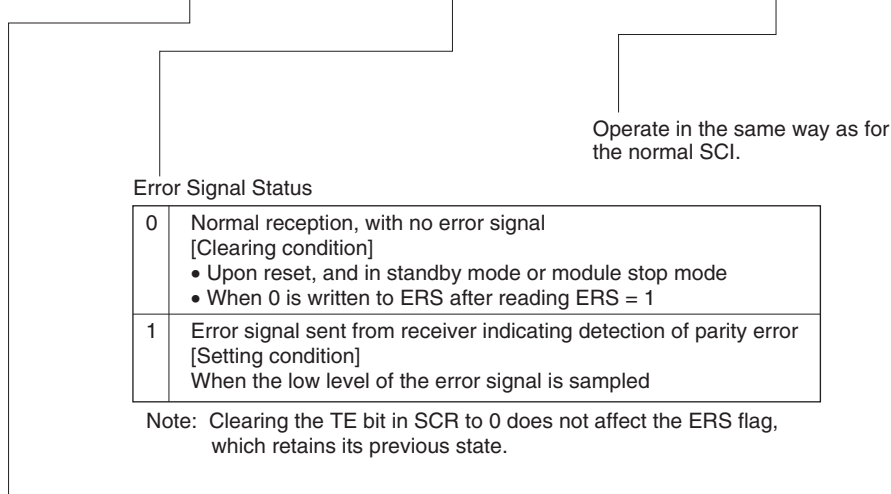 Operate in the same way as for
the normal SCI.
Error Signal Status
0 Normal reception, with no error signal
[Clearing condition]
• Upon reset, and in standby mode or module stop mode
• When 0 is written to ERS after reading ERS = 1
1 Error signal sent from receiver indicating detection of parity error
[Setting condition]
When the low level of the error signal is sampled
Note: Clearing the TE bit in SCR to 0 does not affect the ERS flag,
which retains its previous state.